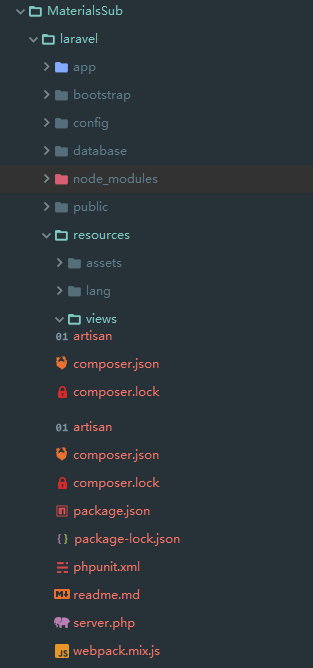 MaterialsSub
laravel
app
bootstrap
config
database
node_modules
public
resources
assets
lang
views
01 artisan
composer.json
composer.lock
01 artisan
composer.json
composer.lock
package.json
{ } package-lock.json
phpunit.xml
M↓ readme.md
server.php
JS webpack.mix.js